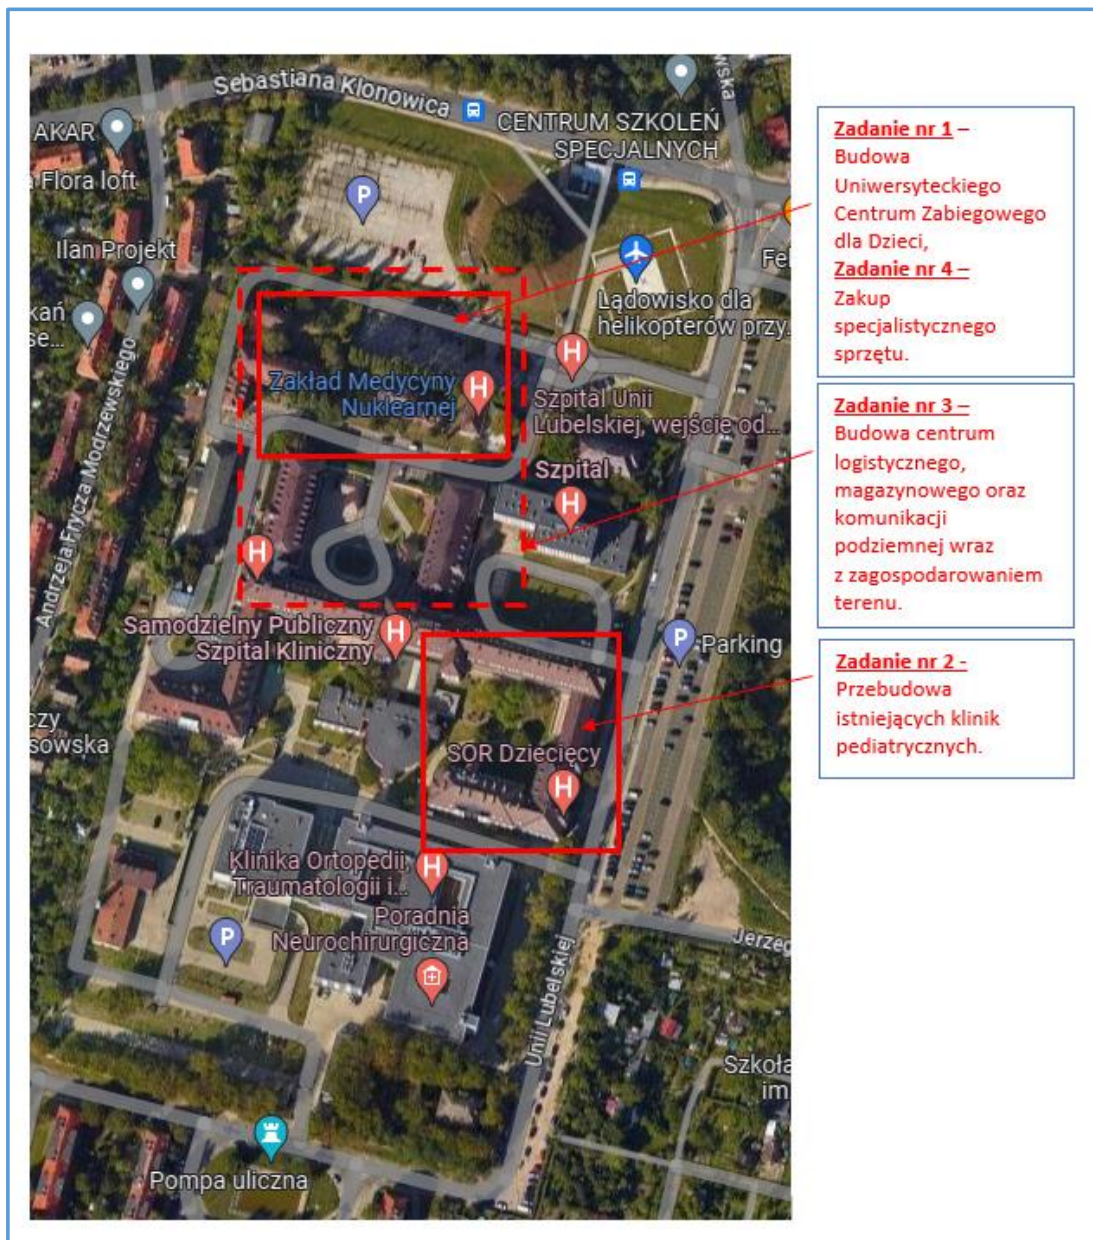 Sebastiana Klonowica
AKAR
Flora loft
CENTRUM SZKOLEŃ
SPECJALNYCH
P
Ilan Projekt
Lądowisko dla
helikopterów przy...
Zakład Medycyny
Nuklearnej
H
H
Szpital Unii
Lubelskiej, wejście od...
Szpital
H
Andrzeja Frycza Modrzewskiego
H
Samodzielny Publiczny
Szpital Kliniczny
H
P
Parking
SOR Dziecięcy
H
Klinika Ortopedii,
Traumatologii i...
H
Poradnia
Neurochirurgiczna
P
Unii Lubelskiej
Szkoła
im
Pompa uliczna
Zadanie nr 1 –
Budowa
Uniwersyteckiego
Centrum Zabiegowego
dla Dzieci,
Zadanie nr 4 –
Zakup
specjalistycznego
sprzętu.
Zadanie nr 3 –
Budowa centrum
logistycznego,
magazynowego oraz
komunikacji
podziemnej wraz
z zagospodarowaniem
terenu.
Zadanie nr 2 -
Przebudowa
istniejących klinik
pediatrycznych.